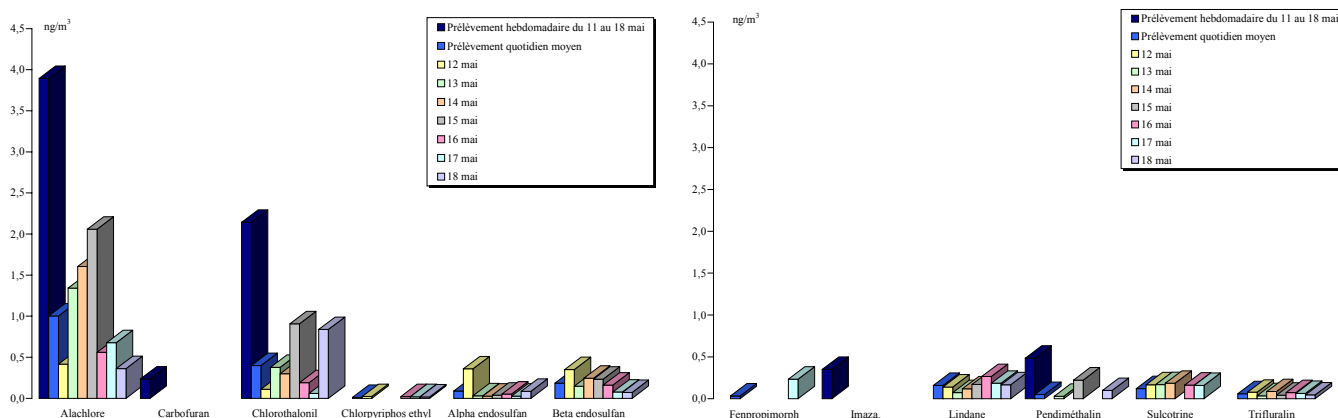 ng/m³
4,5
4,0
3,5
3,0
2,5
2,0
1,5
1,0
0,5
0,0
Alachlore Carbofuran Chlorothalonil Chlorpyriphos ethyl Alpha endosulfan Beta endosulfan
Prélèvement hebdomadaire du 11 au 18 mai
Prélèvement quotidien moyen
12 mai
13 mai
14 mai
15 mai
16 mai
17 mai
18 mai
ng/m³
4,5
4,0
3,5
3,0
2,5
2,0
1,5
1,0
0,5
0,0
Fenpropimorph Imaza. Lindane Pendiméthalin Sulcotrine Trifluralin
Prélèvement hebdomadaire du 11 au 18 mai
Prélèvement quotidien moyen
12 mai
13 mai
14 mai
15 mai
16 mai
17 mai
18 mai